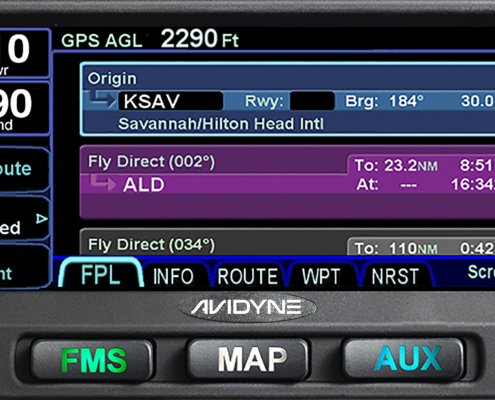 GPS AGL 2290 Ft
Origin
KSAV Rwy: Brg: 184° 30.0
Savannah/Hilton Head Intl
90
nd
oute
Fly Direct (002°) To: 23.2NM 8:51
ALD At: --- 16:34
ed
Fly Direct (034°) To: 110NM 0:42
nt
FPL INFO ROUTE WPT NRST Scr
AVIDYNE
FMS MAP AUX